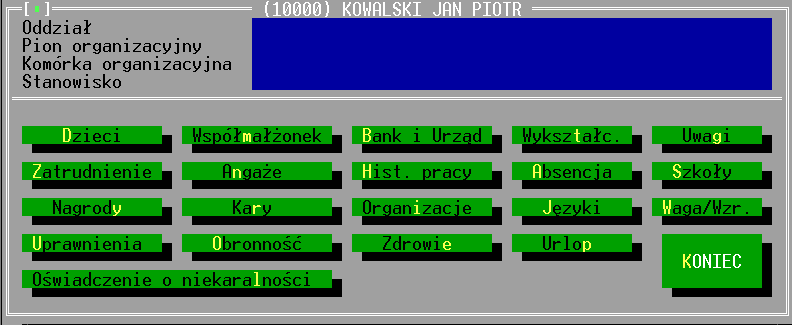 [▪] (10000) KOWALSKI JAN PIOTR
Oddział
Pion organizacyjny
Komórka organizacyjna
Stanowisko
Dzieci Współmałżonek Bank i Urząd Wykształc. Uwagi
Zatrudnienie Angaże Hist. pracy Absencja Szkoły
Nagrody Kary Organizacje Języki Waga/Wzr.
Uprawnienia Obronność Zdrowie Urlop
KONIEC
Oświadczenie o niekaralności